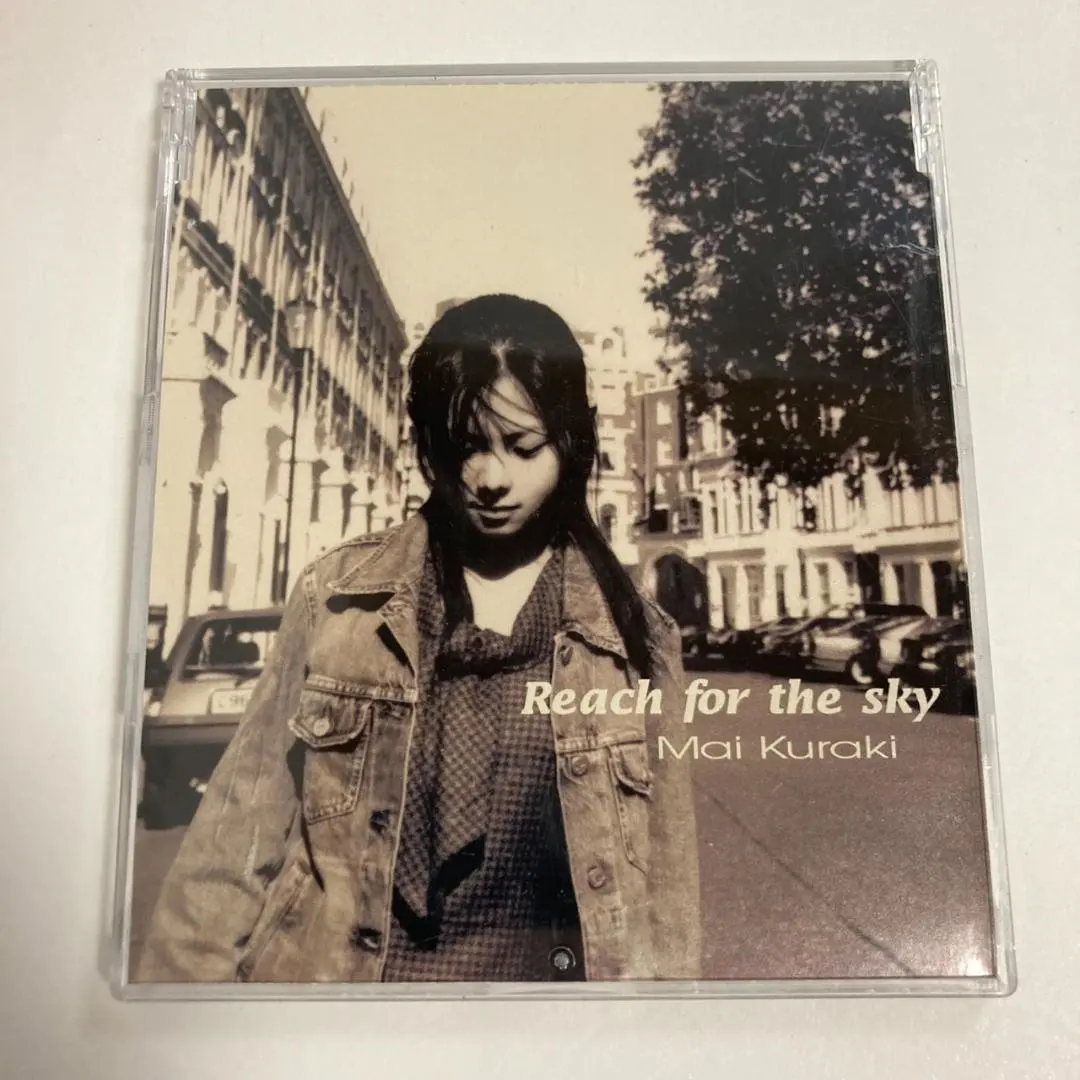 Reach for the sky
Mai Kuraki